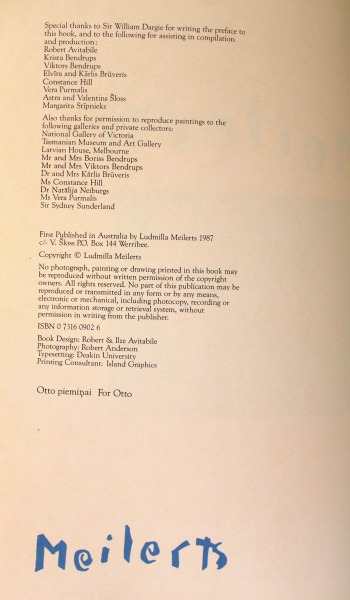 Special thanks to Sir William Dargie for writing the preface to
this book, and to the following for assisting in compilation
and production:
Robert Avitabile
Krista Bendrups
Viktors Bendrups
Elvīra and Kārlis Brūveris
Constance Hill
Vera Purmalis
Astra and Valentins Šloss
Margarita Stīpnieks
Also thanks for permission to reproduce paintings to the
following galleries and private collectors:
National Gallery of Victoria
Tasmanian Museum and Art Gallery
Latvian House, Melbourne
Mr and Mrs Boriss Bendrups
Mr and Mrs Viktors Bendrups
Dr and Mrs Kārlis Brūveris
Ms Constance Hill
Dr Natālija Neiburgs
Ms Vera Purmalis
Sir Sydney Sunderland
First Published in Australia by Ludmilla Meilerts 1987
c/- V. Šloss P.O. Box 144 Werribee.
Copyright © Ludmilla Meilerts
No photograph, painting or drawing printed in this book may
be reproduced without written permission of the copyright
owners. All rights reserved. No part of this publication may be
reproduced or transmitted in any form or by any means,
electronic or mechanical, including photocopy, recording or
any information storage or retrieval system, without
permission in writing from the publisher.
ISBN 0 7316 0902 6
Book Design: Robert & Ilze Avitabile
Photography: Robert Anderson
Typesetting: Deakin University
Printing Consultant: Island Graphics
Otto piemiņai For Otto
Meilerts